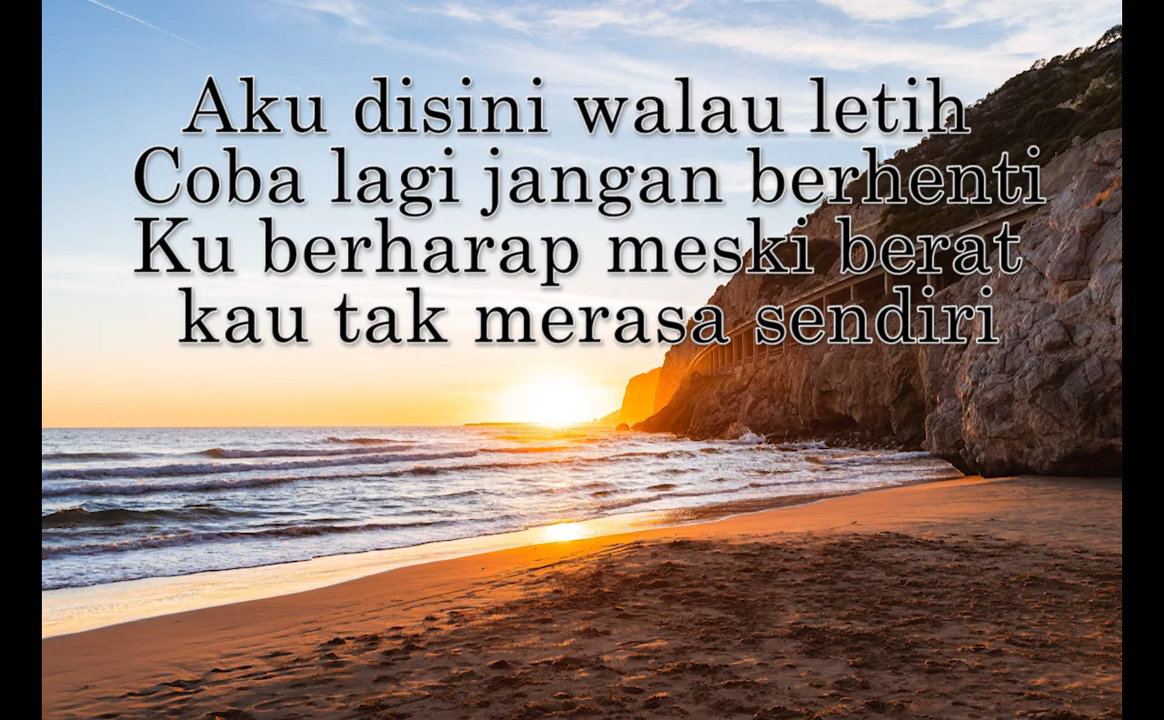 Aku disini walau letih
Coba lagi jangan berhenti
Ku berharap meski berat
kau tak merasa sendiri